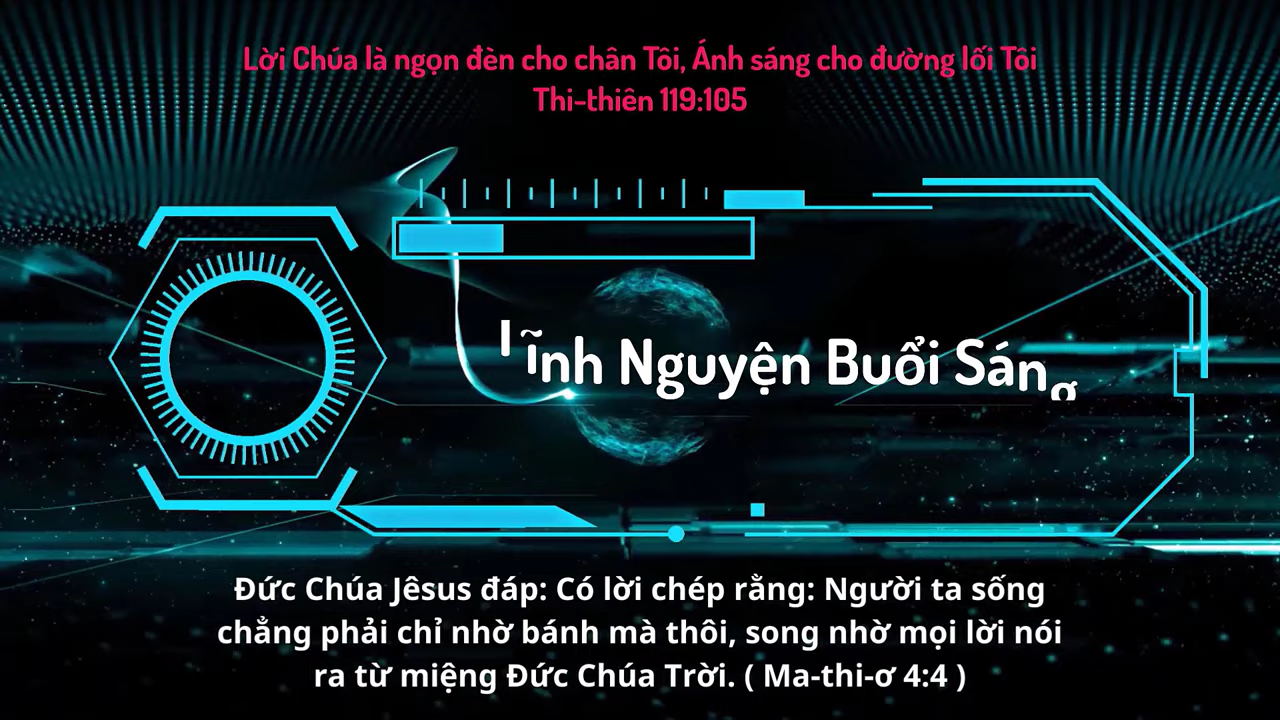 Lời Chúa là ngọn đèn cho chân Tôi, Ánh sáng cho đường lối Tôi
Thi-thiên 119:105
Tĩnh Nguyện Buổi Sáng
Đức Chúa Jêsus đáp: Có lời chép rằng: Người ta sống
chẳng phải chỉ nhờ bánh mà thôi, song nhờ mọi lời nói
ra từ miệng Đức Chúa Trời. ( Ma-thi-ơ 4:4 )